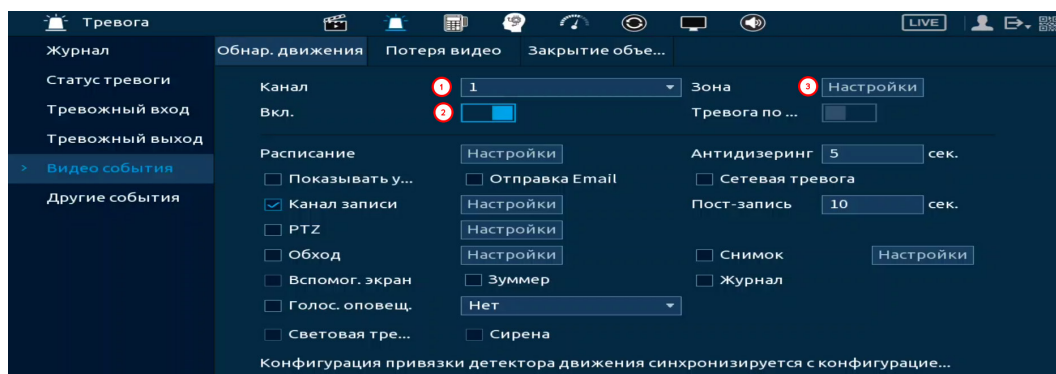 Тревога LIVE
Журнал
Обнар. движения Потеря видео Закрытие объе...
Статус тревоги
Тревожный вход
Тревожный выход
Видео события
Другие события
Канал 1 1 Зона 3 Настройки
Вкл. 2 Тревога по ...
Расписание Настройки Антидизеринг 5 сек.
Показывать у... Отправка Email Сетевая тревога
Канал записи Настройки Пост-запись 10 сек.
PTZ Настройки
Обход Настройки Снимок Настройки
Вспомог. экран Зуммер Журнал
Голос. оповещ. Нет
Световая тре... Сирена
Конфигурация привязки детектора движения синхронизируется с конфигурацие...